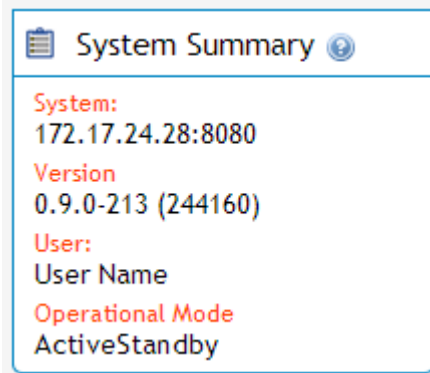 System Summary
System:
172.17.24.28:8080
Version
0.9.0-213 (244160)
User:
User Name
Operational Mode
ActiveStandby